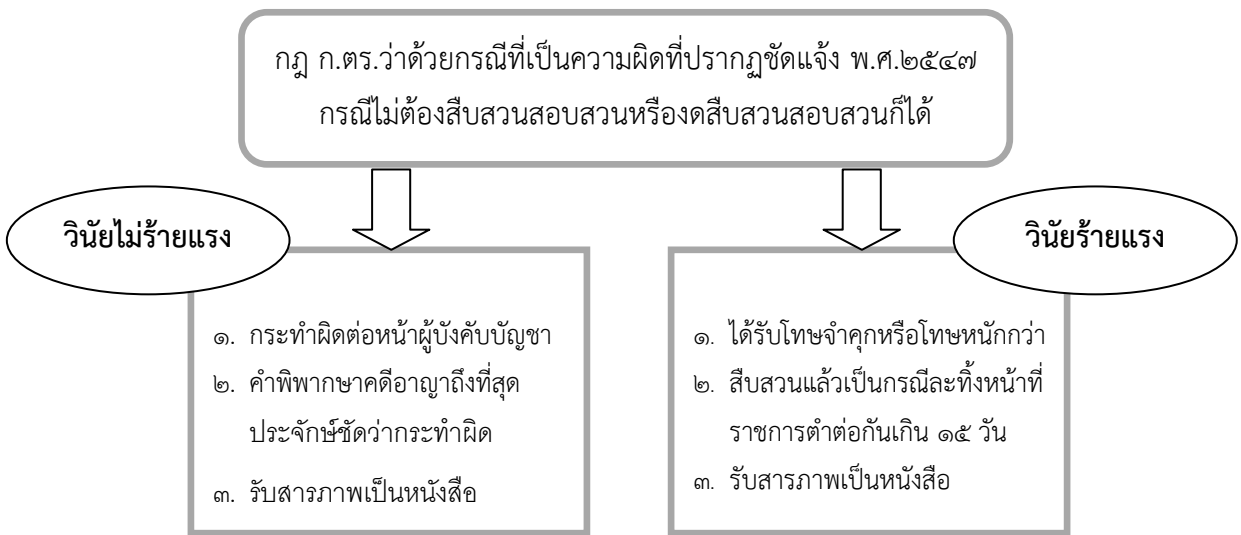 กฎ ก.ตร.ว่าด้วยกรณีที่เป็นความผิดที่ปรากฏชัดแจ้ง พ.ศ.๒๕๔๗
กรณีไม่ต้องสืบสวนสอบสวนหรืองดสืบสวนสอบสวนก็ได้
วินัยไม่ร้ายแรง
๑. กระทำผิดต่อหน้าผู้บังคับบัญชา
๒. คำพิพากษาคดีอาญาถึงที่สุด
ประจักษ์ชัดว่ากระทำผิด
๓. รับสารภาพเป็นหนังสือ
วินัยร้ายแรง
๑. ได้รับโทษจำคุกหรือโทษหนักกว่า
๒. สืบสวนแล้วเป็นกรณีละทิ้งหน้าที่
ราชการตำต่อกันเกิน ๑๕ วัน
๓. รับสารภาพเป็นหนังสือ